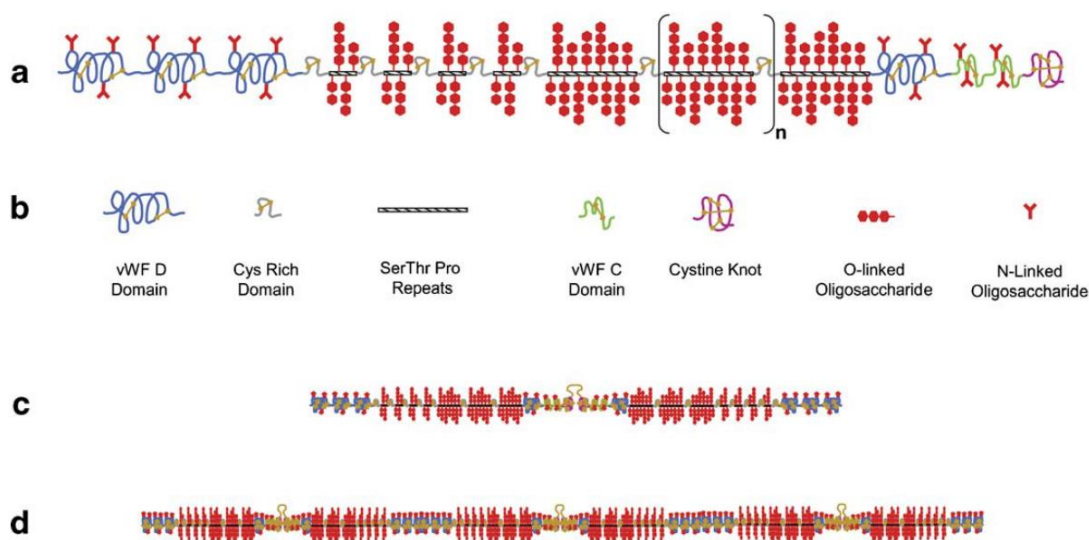 a
n
b
vWF D
Domain
Cys Rich
Domain
SerThr Pro
Repeats
vWF C
Domain
Cystine Knot
O-linked
Oligosaccharide
N-Linked
Oligosaccharide
c
d